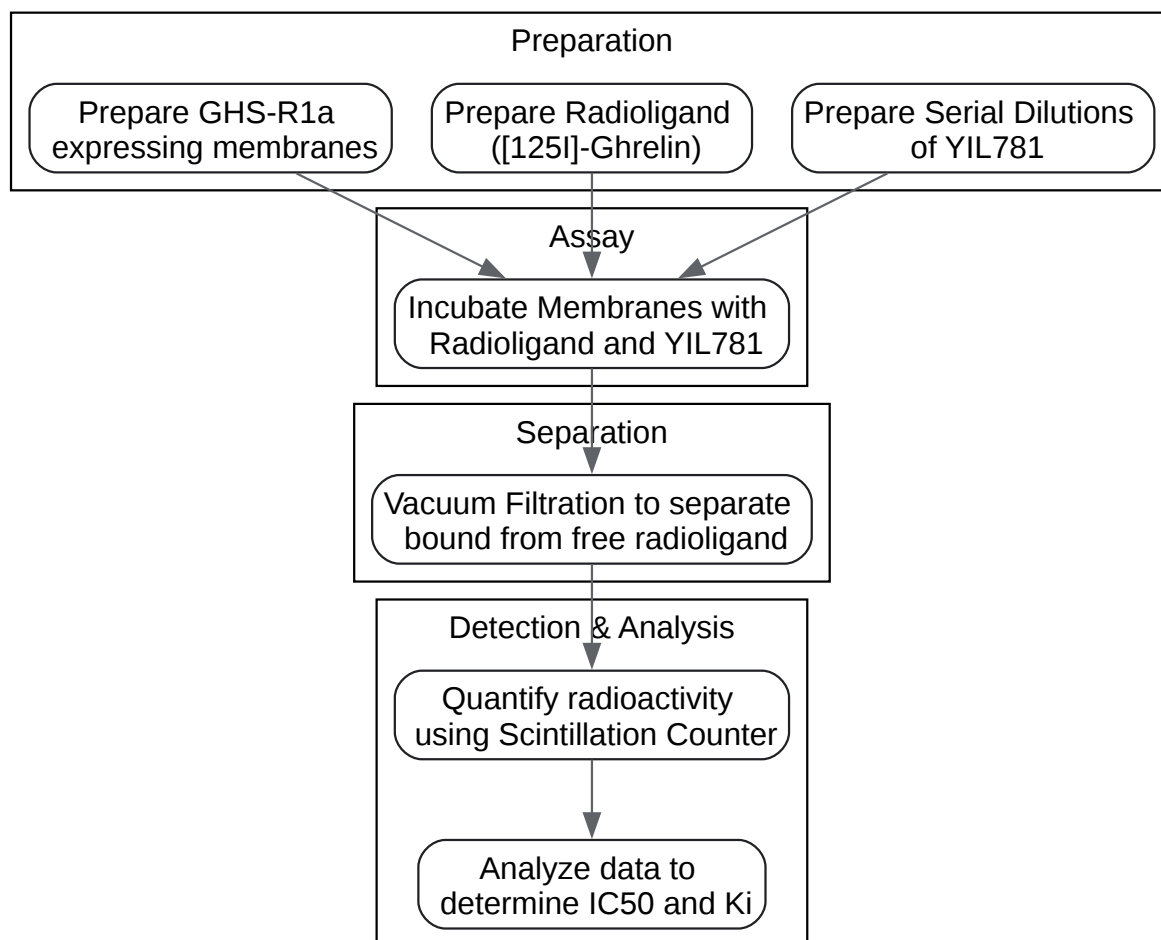 Preparation
Prepare GHS-R1a
expressing membranes
Prepare Radioligand
([125I]-Ghrelin)
Prepare Serial Dilutions
of YIL781
Assay
Incubate Membranes with
Radioligand and YIL781
Separation
Vacuum Filtration to separate
bound from free radioligand
Detection & Analysis
Quantify radioactivity
using Scintillation Counter
Analyze data to
determine IC50 and Ki